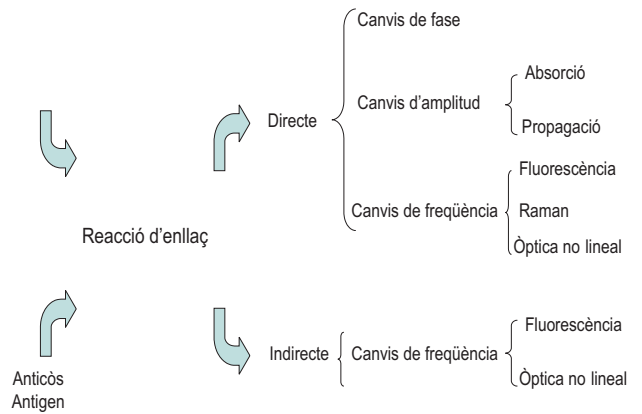 Canvis de fase
Absorció
Canvis d'amplitud
Directe
Propagació
Fluorescència
Canvis de freqüència
Raman
Reacció d'enllaç
Òptica no lineal
Fluorescència
Indirecte
Canvis de freqüència
Anticòs
Òptica no lineal
Antigen